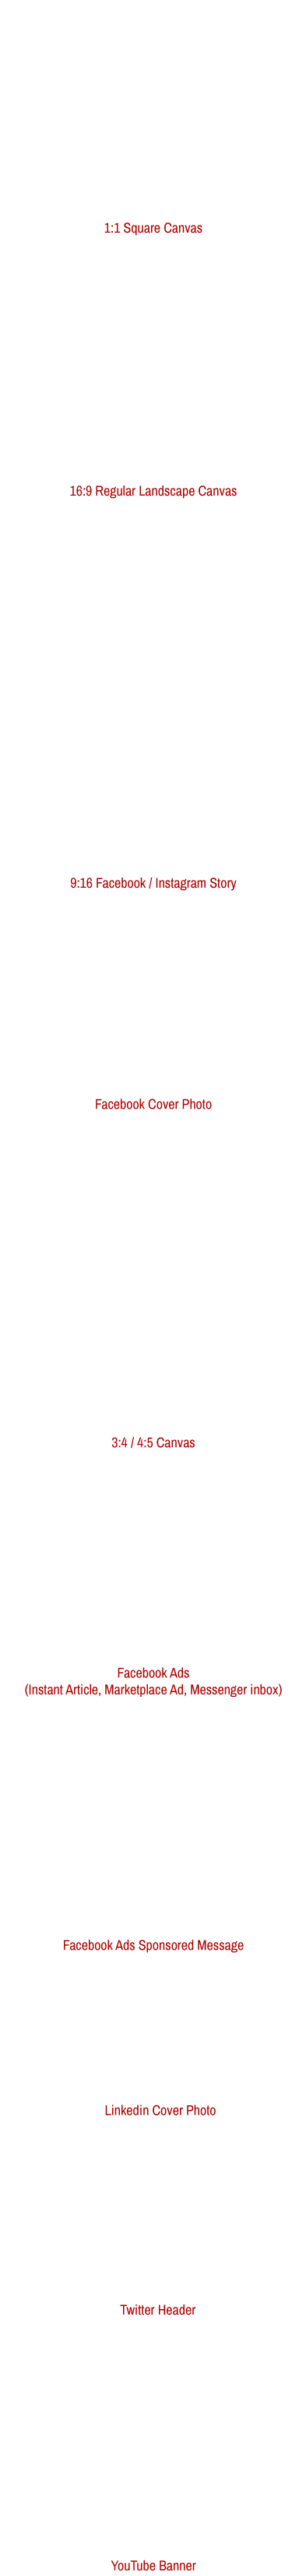 1:1 Square Canvas
16:9 Regular Landscape Canvas
9:16 Facebook / Instagram Story
Facebook Cover Photo
3:4 / 4:5 Canvas
Facebook Ads
(Instant Article, Marketplace Ad, Messenger inbox)
Facebook Ads Sponsored Message
Linkedin Cover Photo
Twitter Header
YouTube Banner